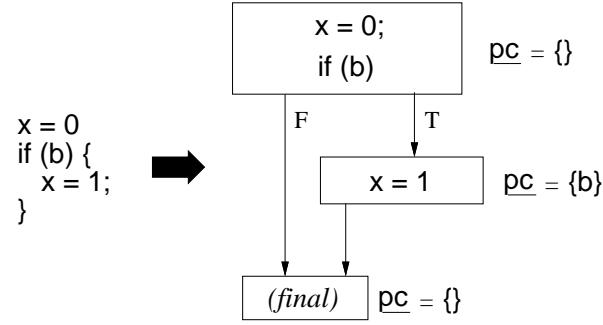 x = 0
if (b) {
x = 1;
}
x = 0;
if (b)
pc = {}
F
T
x = 1
pc = {b}
(final)
pc = {}